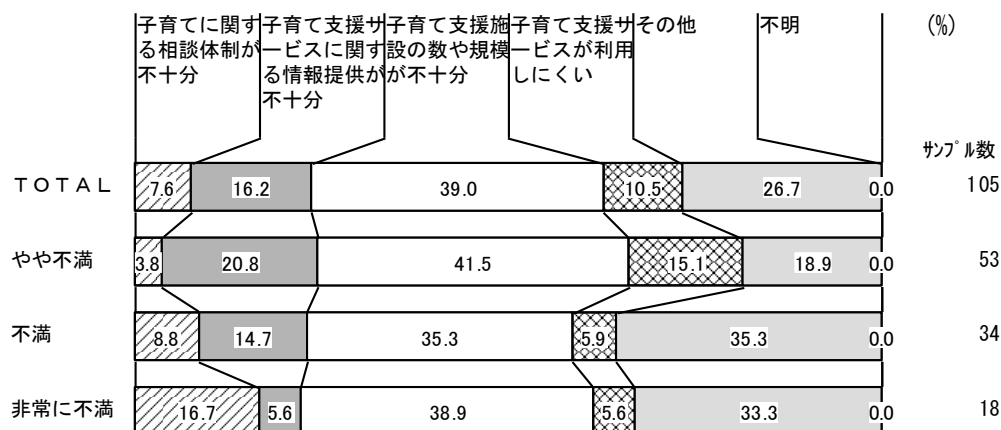 子育てに関す 子育て支援サ 子育て支援施 子育て支援サ その他 不明 (%)
る相談体制が ービスに関す 設の数や規模 ービスが利用
不十分 る情報提供が が不十分 しにくい
不十分
ｻﾝﾌﾟﾙ数
ＴＯＴＡＬ 7.6 16.2 39.0 10.5 26.7 0.0 105
やや不満 3.8 20.8 41.5 15.1 18.9 0.0 53
不満 8.8 14.7 35.3 5.9 35.3 0.0 34
非常に不満 16.7 5.6 38.9 5.6 33.3 0.0 18